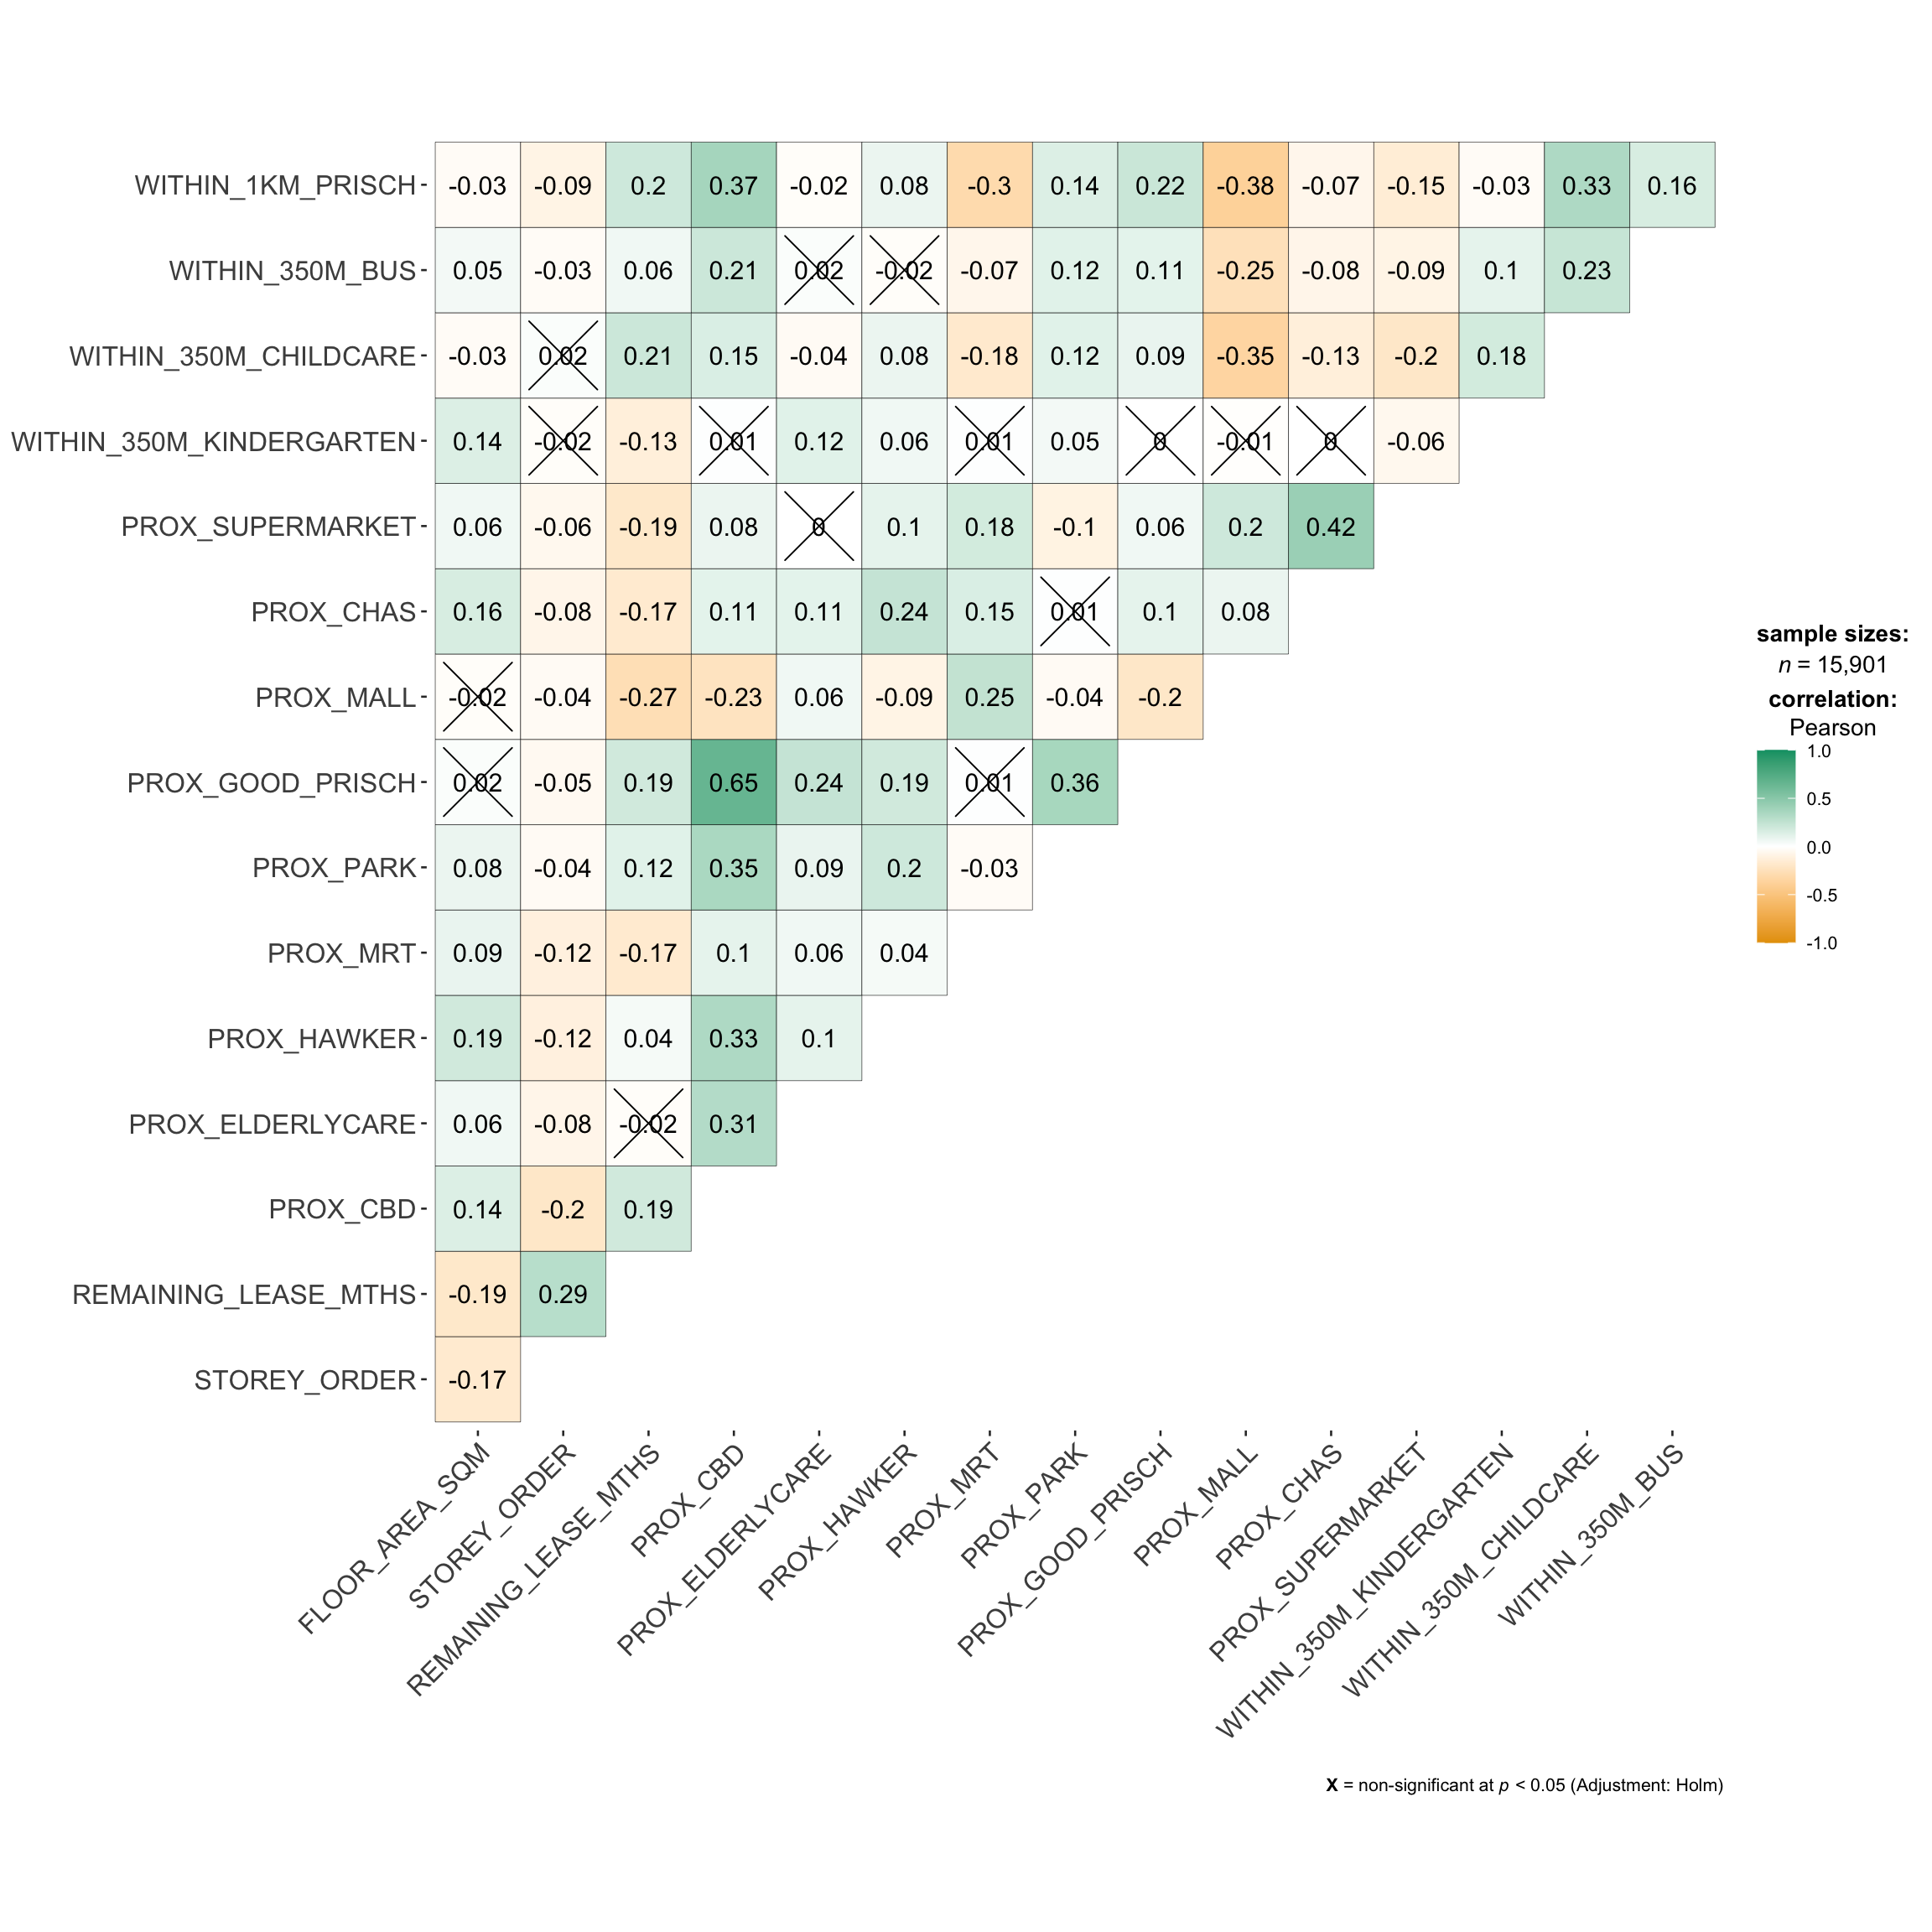 WITHIN_1KM_PRISCH -0.03 -0.09 0.2 0.37 -0.02 0.08 -0.3 0.14 0.22 -0.38 -0.07 -0.15 -0.03 0.33 0.16
WITHIN_350M_BUS 0.05 -0.03 0.06 0.21 0.02 -0.02 -0.07 0.12 0.11 -0.25 -0.08 -0.09 0.1 0.23
WITHIN_350M_CHILDCARE -0.03 0.02 0.21 0.15 -0.04 0.08 -0.18 0.12 0.09 -0.35 -0.13 -0.2 0.18
WITHIN_350M_KINDERGARTEN 0.14 -0.02 -0.13 0.01 0.12 0.06 0.01 0.05 0 -0.01 0 -0.06
PROX_SUPERMARKET 0.06 -0.06 -0.19 0.08 0 0.1 0.18 -0.1 0.06 0.2 0.42
PROX_CHAS 0.16 -0.08 -0.17 0.11 0.11 0.24 0.15 0.01 0.1 0.08
PROX_MALL -0.02 -0.04 -0.27 -0.23 0.06 -0.09 0.25 -0.04 -0.2
PROX_GOOD_PRISCH 0.02 -0.05 0.19 0.65 0.24 0.19 0.01 0.36
PROX_PARK 0.08 -0.04 0.12 0.35 0.09 0.2 -0.03
PROX_MRT 0.09 -0.12 -0.17 0.1 0.06 0.04
PROX_HAWKER 0.19 -0.12 0.04 0.33 0.1
PROX_ELDERLYCARE 0.06 -0.08 -0.02 0.31
PROX_CBD 0.14 -0.2 0.19
REMAINING_LEASE_MTHS -0.19 0.29
STOREY_ORDER -0.17
FLOOR_AREA_SQM
STOREY_ORDER
REMAINING_LEASE_MTHS
PROX_CBD
PROX_ELDERLYCARE
PROX_HAWKER
PROX_MRT
PROX_PARK
PROX_GOOD_PRISCH
PROX_MALL
PROX_CHAS
PROX_SUPERMARKET
WITHIN_350M_KINDERGARTEN
WITHIN_350M_CHILDCARE
WITHIN_350M_BUS
sample sizes:
n = 15,901
correlation:
Pearson
1.0
0.5
0.0
-0.5
-1.0
X = non-significant at p < 0.05 (Adjustment: Holm)